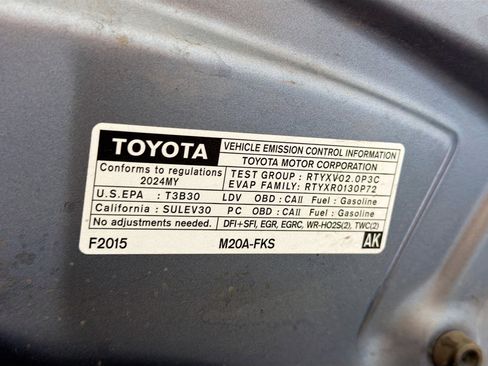 TOYOTA
VEHICLE EMISSION CONTROL INFORMATION
TOYOTA MOTOR CORPORATION
Conforms to regulations
2024MY
TEST GROUP : RTYXV02.0P3C
EVAP FAMILY: RTYXR0130P72
U.S.EPA : T3B30 LDV OBD : CAII Fuel : Gasoline
California : SULEV30 PC OBD : CAII Fuel : Gasoline
No adjustments needed. DFI+SFI, EGR, EGRC, WR-HO2S(2), TWC(2)
F2015 M20A-FKS AK